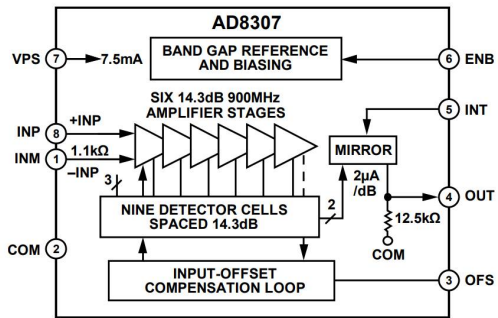 AD8307
VPS 7 7.5mA
BAND GAP REFERENCE
AND BIASING
6 ENB
SIX 14.3dB 900MHz
AMPLIFIER STAGES
5 INT
INP 8 +INP
INM 1 1.1kΩ
–INP
MIRROR
3
2µA
/dB
2
4 OUT
NINE DETECTOR CELLS
SPACED 14.3dB
12.5kΩ
COM
COM 2
INPUT-OFFSET
COMPENSATION LOOP
3 OFS